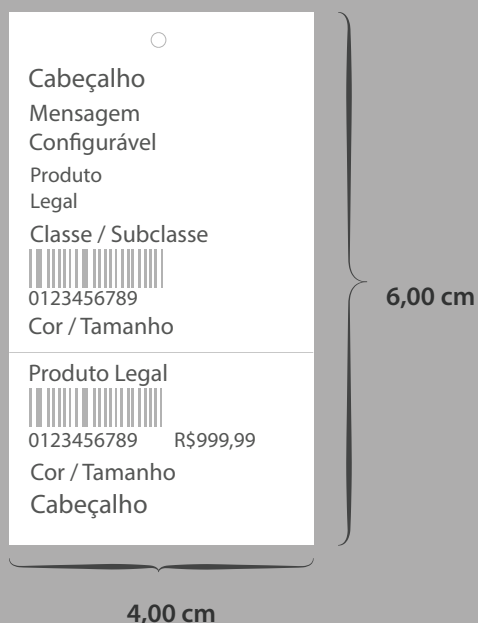 Cabeçalho
Mensagem
Configurável
Produto
Legal
Classe / Subclasse
0123456789
Cor / Tamanho
Produto Legal
0123456789 R$999,99
Cor / Tamanho
Cabeçalho
6,00 cm
4,00 cm